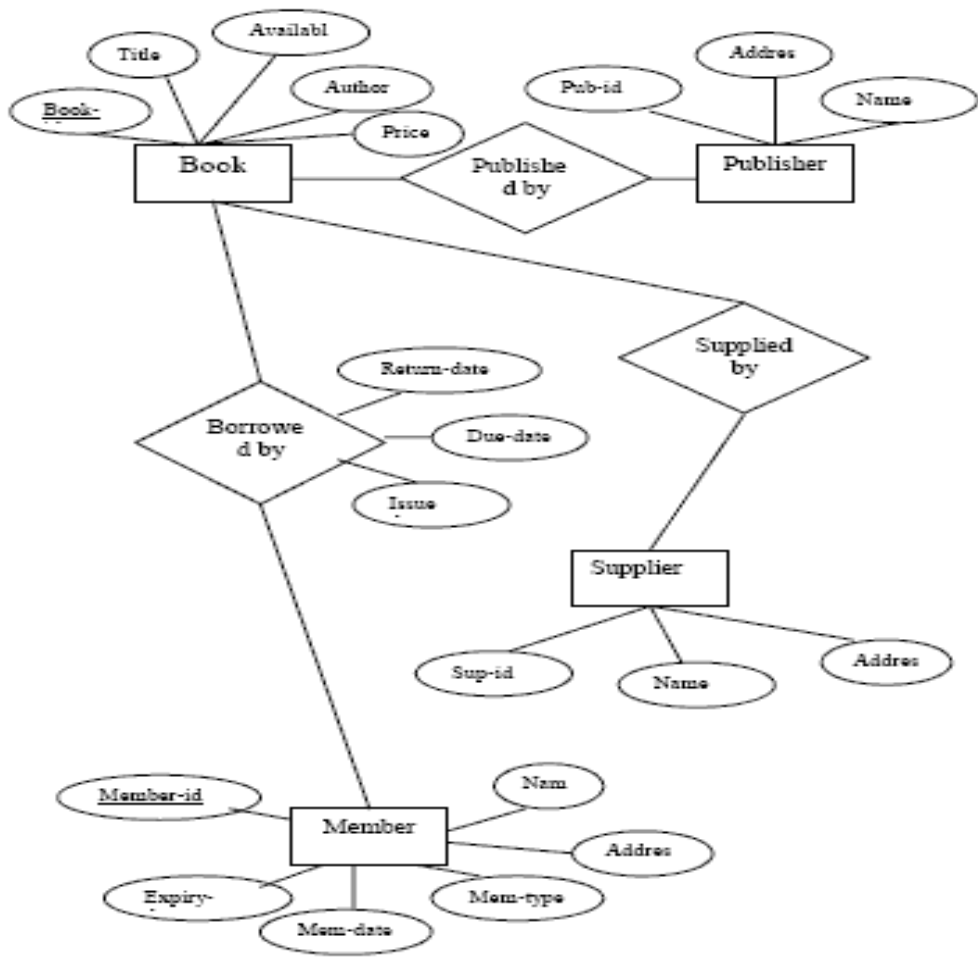 Availabl
Title
Addres
Author
Pub-id
Book-
Name
Price
Book
Publishe
d by
Publisher
Supplied
by
Return-date
Borrowe
d by
Due-date
Issue
Supplier
Sup-id
Name
Addres
Nam
Member-id
Member
Addres
Expiry-
Mem-type
Mem-date